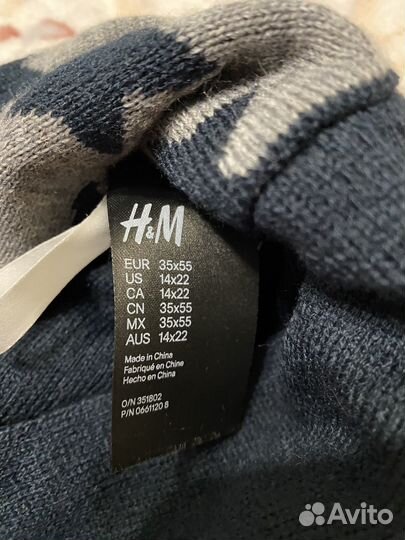 H&M
EUR 35x55
US 14x22
CA 14x22
CN 35x55
MX 35x55
AUS 14x22
Made in China
Fabriqué en Chine
Hecho en China
O/N 351802
P/N 0661120 8
Avito